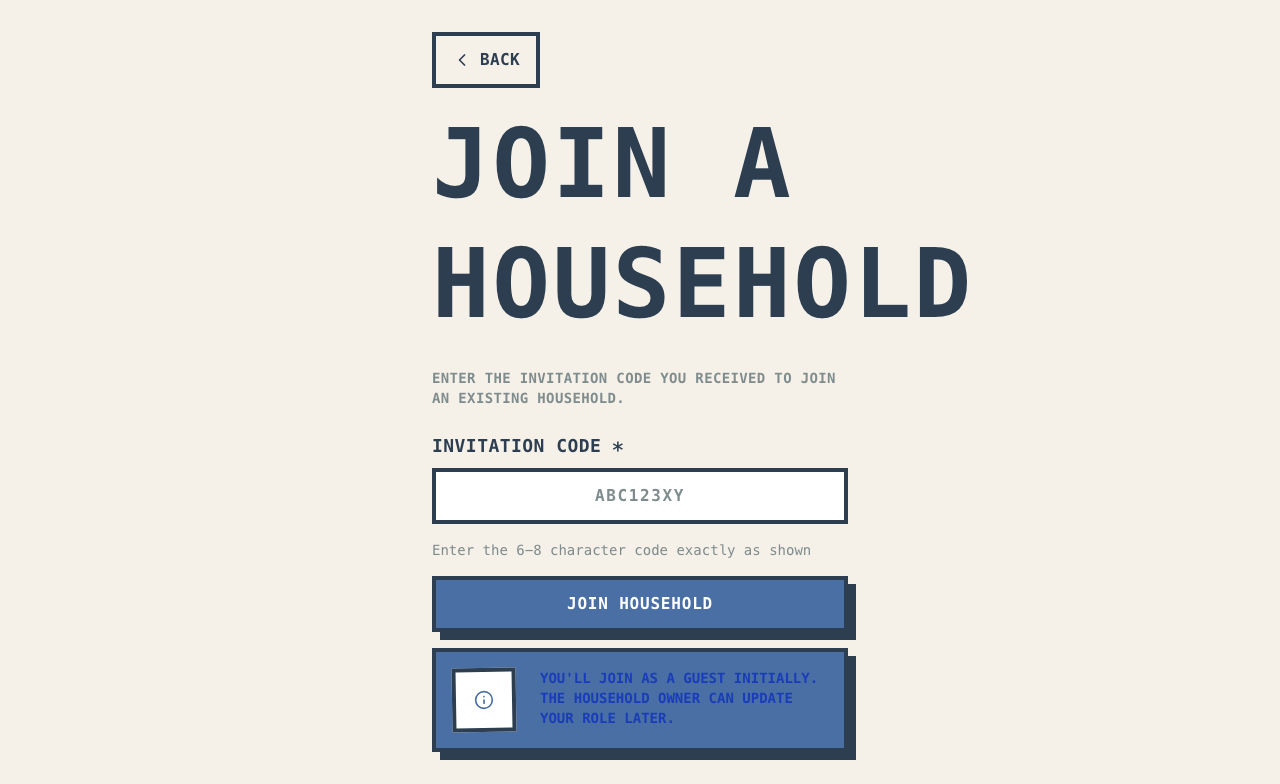 BACK
JOIN A
HOUSEHOLD
ENTER THE INVITATION CODE YOU RECEIVED TO JOIN
AN EXISTING HOUSEHOLD.
INVITATION CODE *
ABC123XY
Enter the 6–8 character code exactly as shown
JOIN HOUSEHOLD
YOU'LL JOIN AS A GUEST INITIALLY.
THE HOUSEHOLD OWNER CAN UPDATE
YOUR ROLE LATER.